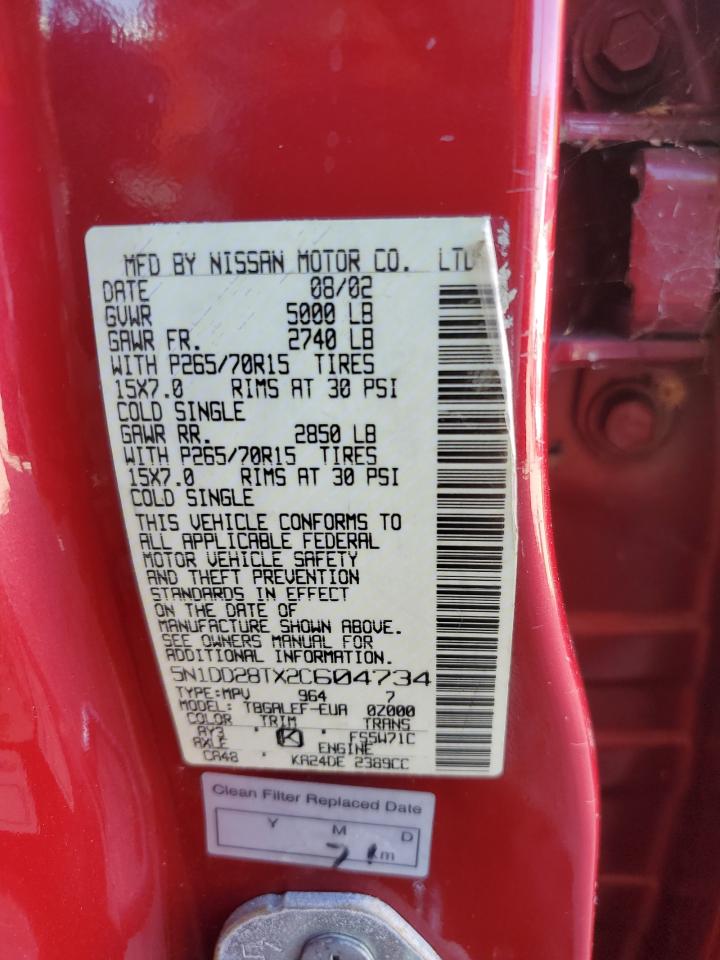 MFD BY NISSAN MOTOR CO. LTD
DATE 08/02
GVWR 5000 LB
GAWR FR. 2740 LB
WITH P265/70R15 TIRES
15X7.0 RIMS AT 30 PSI
COLD SINGLE
GAWR RR. 2850 LB
WITH P265/70R15 TIRES
15X7.0 RIMS AT 30 PSI
COLD SINGLE
THIS VEHICLE CONFORMS TO
ALL APPLICABLE FEDERAL
MOTOR VEHICLE SAFETY
AND THEFT PREVENTION
STANDARDS IN EFFECT
ON THE DATE OF
MANUFACTURE SHOWN ABOVE.
SEE OWNERS MANUAL FOR
ADDITIONAL INFORMATION.
5N1DD28TX2C604734
TYPE:MPV 964 7
MODEL: TBGALEF-EUA 0Z000
COLOR TRIM TRANS
AY3 K FS5W71C
AXLE ENGINE
CA48 KA24DE 2389CC
Clean Filter Replaced Date
Y M D
Km